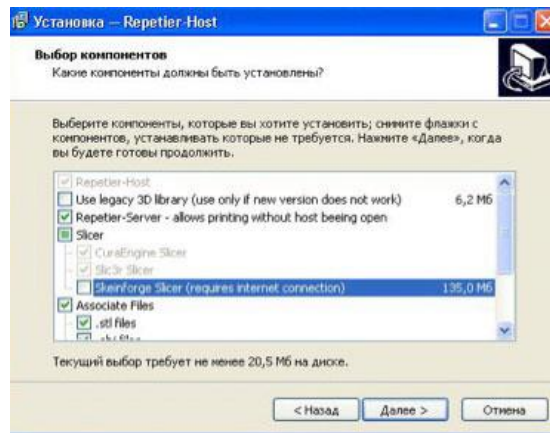 Установка — Repetier-Host
Выбор компонентов
Какие компоненты должны быть установлены?
Выберите компоненты, которые вы хотите установить; снимите флажки с
компонентов, устанавливать которые не требуется. Нажмите «Далее», когда
вы будете готовы продолжить.
Repetier-Host
Use legacy 3D library (use only if new version does not work) 6,2 Мб
Repetier-Server - allows printing without host beeing open
Slicer
CuraEngine Slicer
Slic3r Slicer
Skeinforge Slicer (requires internet connection) 135,0 Мб
Associate Files
.stl files
Текущий выбор требует не менее 20,5 Мб на диске.
< Назад Далее > Отмена